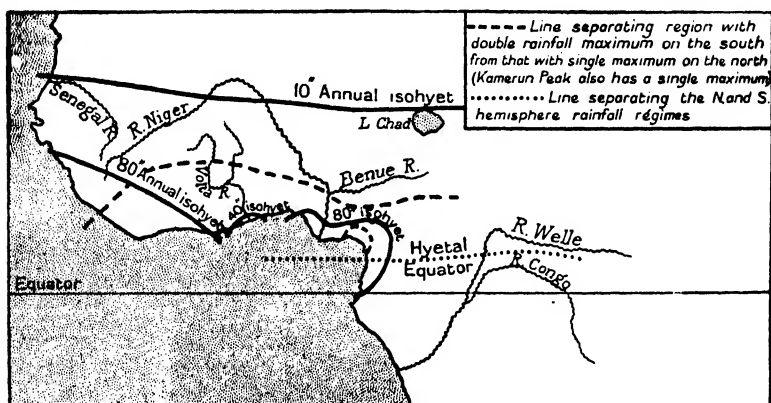 Line separating region with
double rainfall maximum on the south
from that with single maximum on the north
(Kamerun Peak also has a single maximum)
Line separating the N.and S.
hemisphere rainfall régimes
10" Annual isohyet
Senegal R.
R. Niger
L Chad
80" Annual isohyet
Volta R.
40" isohyet
Benue R.
80" isohyet
R. Welle
Hyetal
Equator
R. Congo
Equator